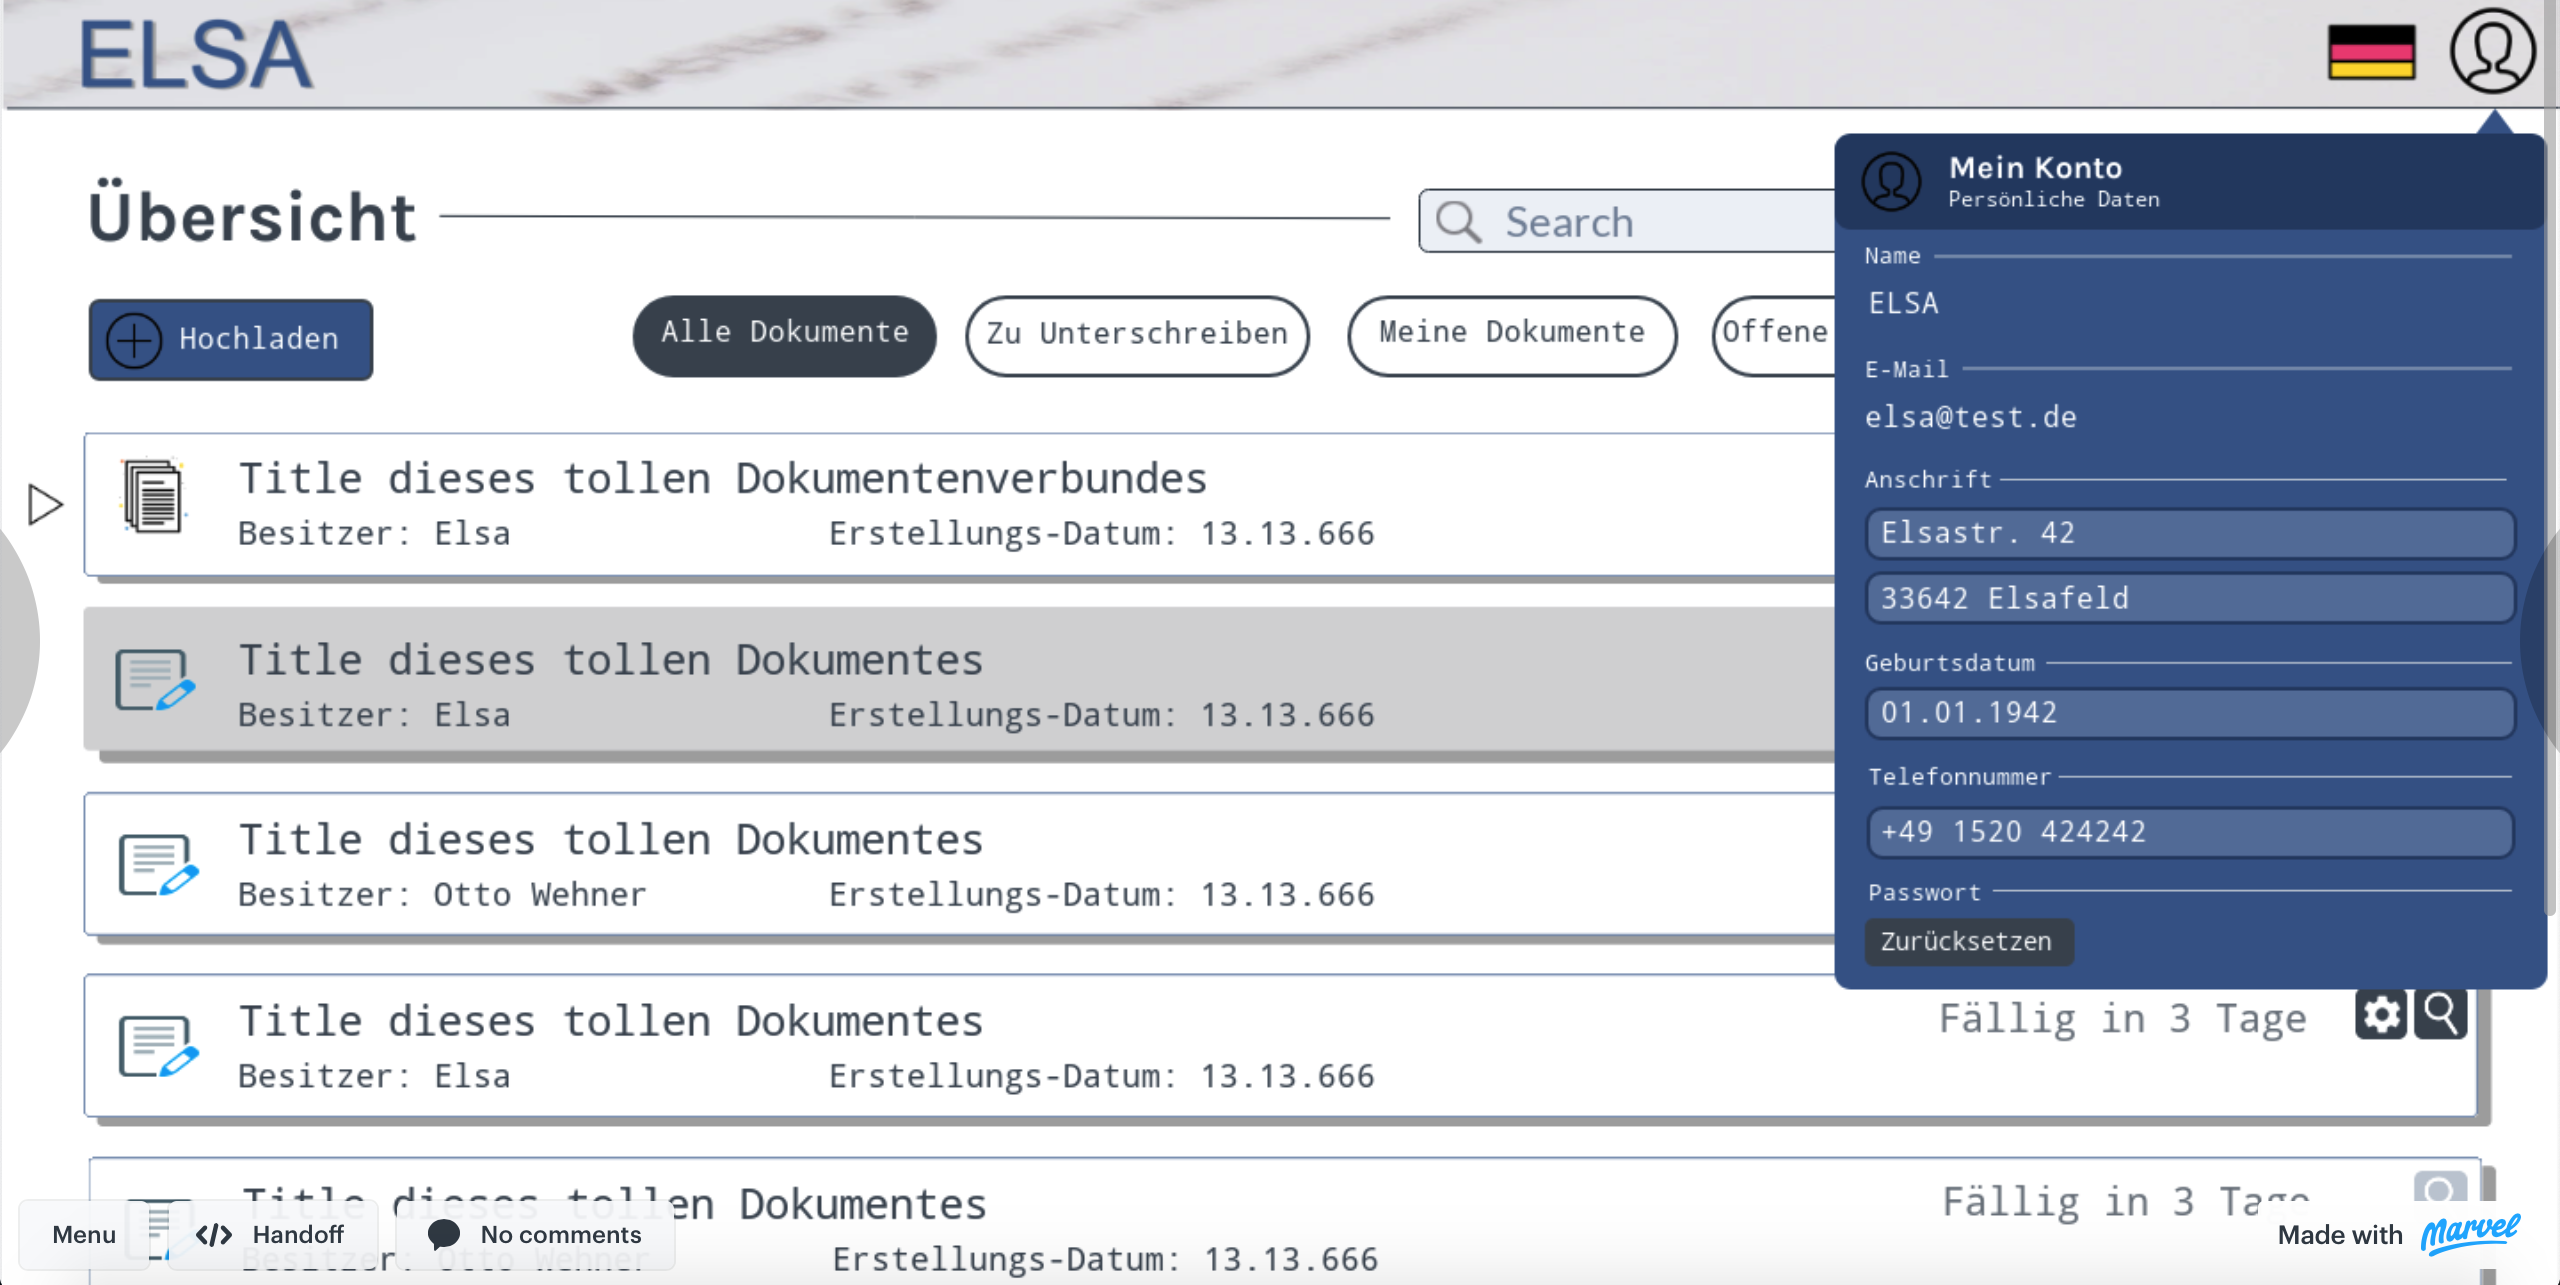 ELSA
Übersicht
Search
Hochladen
Alle Dokumente
Zu Unterschreiben
Meine Dokumente
Offene
Title dieses tollen Dokumentenverbundes
Besitzer: Elsa
Erstellungs-Datum: 13.13.666
Title dieses tollen Dokumentes
Besitzer: Elsa
Erstellungs-Datum: 13.13.666
Title dieses tollen Dokumentes
Besitzer: Otto Wehner
Erstellungs-Datum: 13.13.666
Title dieses tollen Dokumentes
Besitzer: Elsa
Erstellungs-Datum: 13.13.666
Fällig in 3 Tage
Title dieses tollen Dokumentes
Besitzer: Otto Wehner
Erstellungs-Datum: 13.13.666
Fällig in 3 Tage
Mein Konto
Persönliche Daten
Name
ELSA
E-Mail
elsa@test.de
Anschrift
Elsastr. 42
33642 Elsafeld
Geburtsdatum
01.01.1942
Telefonnummer
+49 1520 424242
Passwort
Zurücksetzen
Menu
</> Handoff
No comments
Made with Marvel